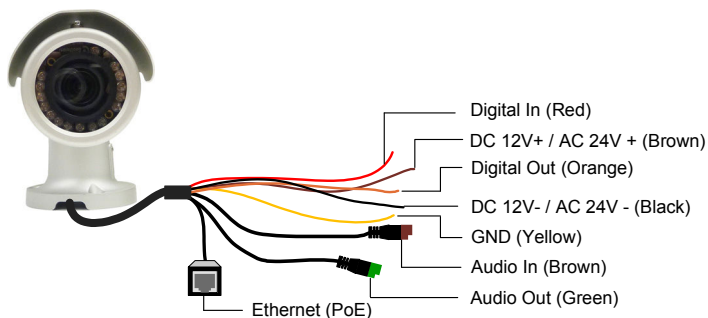 Digital In (Red)
DC 12V+ / AC 24V + (Brown)
Digital Out (Orange)
DC 12V- / AC 24V - (Black)
GND (Yellow)
Audio In (Brown)
Audio Out (Green)
Ethernet (PoE)